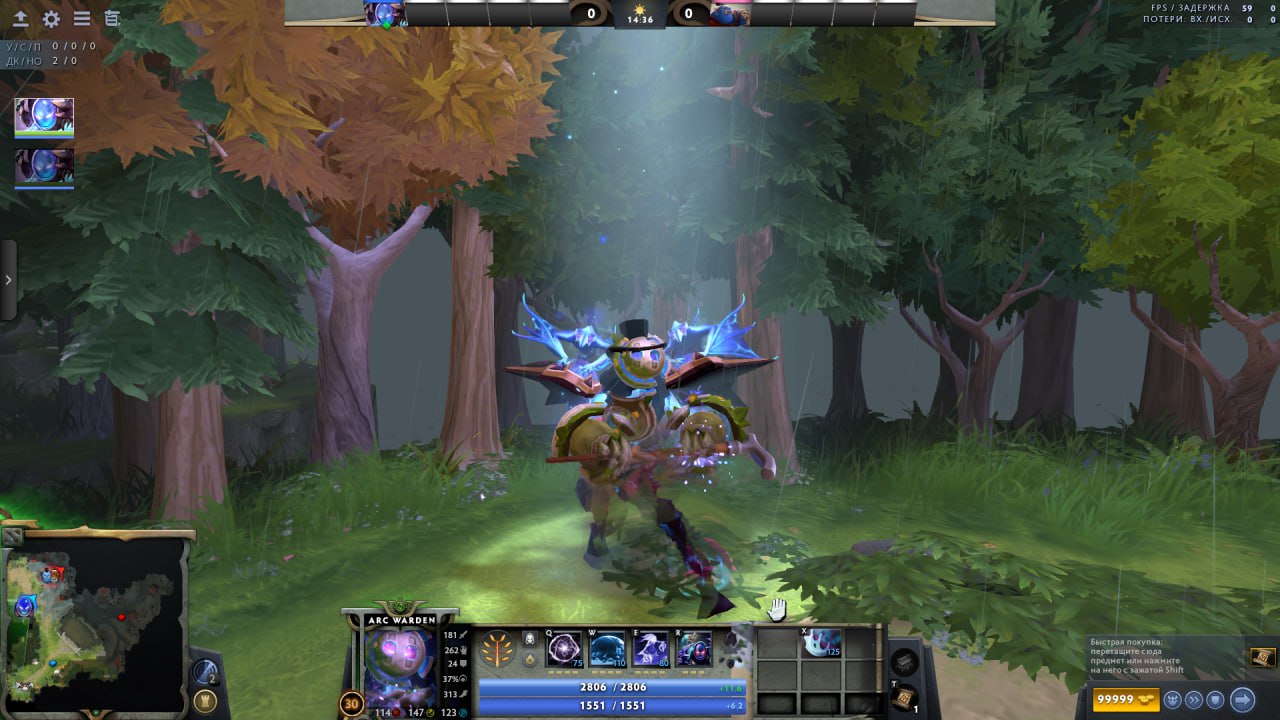 0
14:36
0
FPS / ЗАДЕРЖКА 59 0
ПОТЕРИ: ВХ./ИСХ. 0 0
У/С/П 0 / 0 / 0
ДК/НО 2 / 0
ARC WARDEN
181
262
24
37%
313
30
114 147 123
Q
75
W
110
E
80
R
2806 / 2806
+11.6
1551 / 1551
+6.2
X
125
T
1
2
Быстрая покупка:
перетащите сюда
предмет или нажмите
на него с зажатой Shift
99999